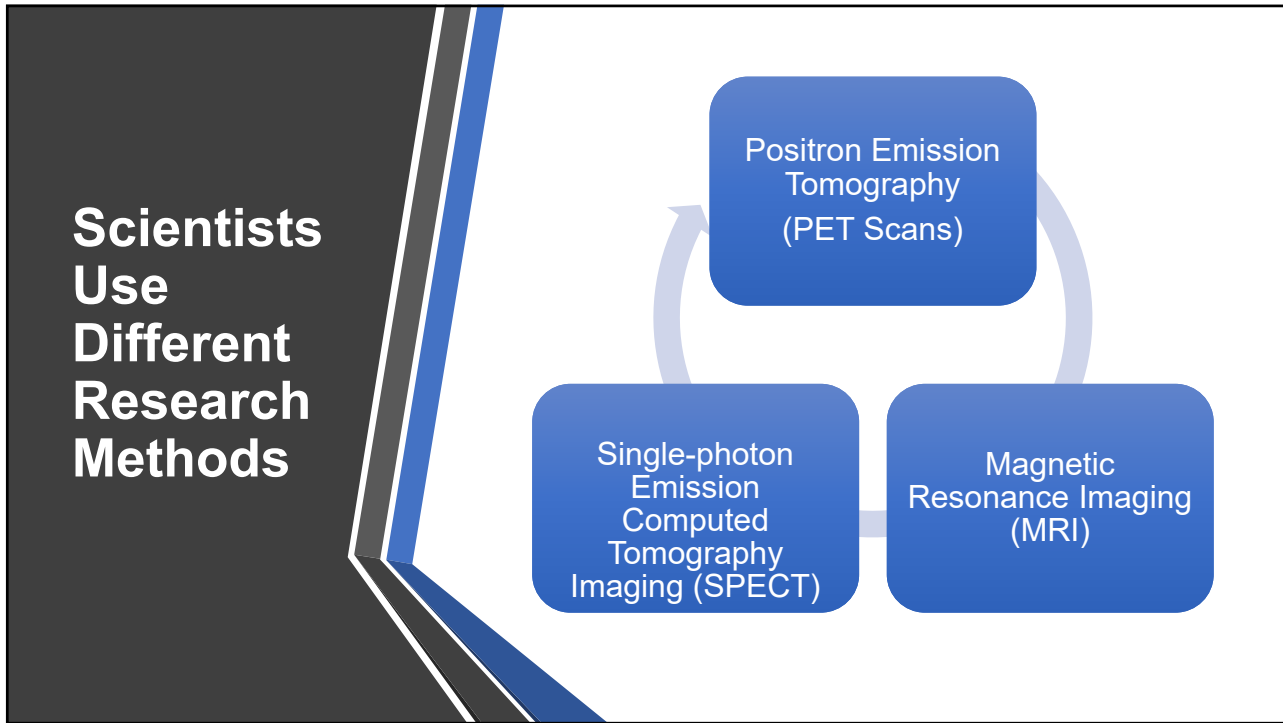 Scientists
Use
Different
Research
Methods
Positron Emission
Tomography
(PET Scans)
Single-photon
Emission
Computed
Tomography
Imaging (SPECT)
Magnetic
Resonance Imaging
(MRI)